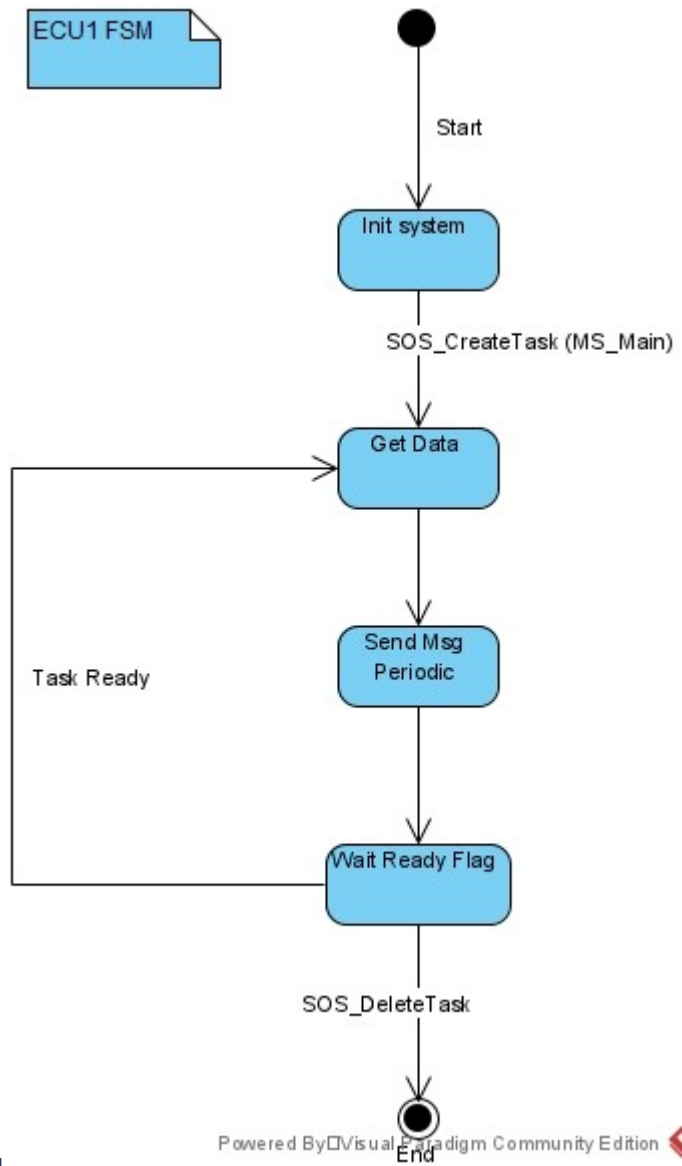 ECU1 FSM
Start
Init system
SOS_CreateTask (MS_Main)
Get Data
Send Msg
Periodic
Task Ready
Wait Ready Flag
SOS_DeleteTask
Powered By□Visual Paradigm Community Edition
End